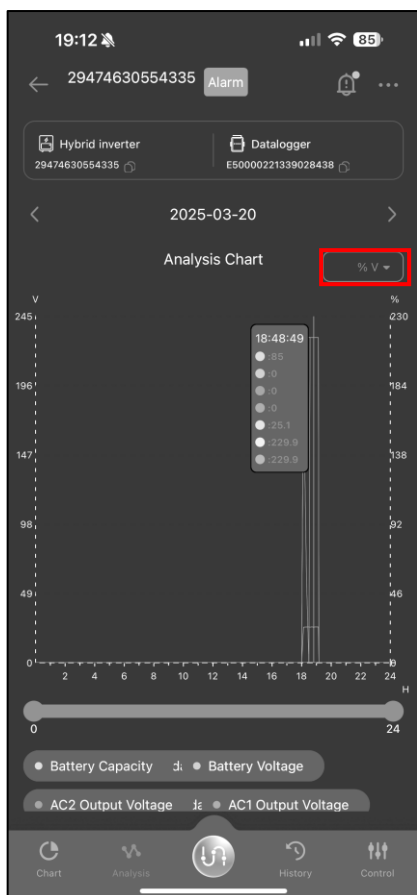 19:12 85
29474630554335 Alarm
Hybrid inverter Datalogger
29474630554335 E50000221339028438
2025-03-20
Analysis Chart % V
V %
245 230
18:48:49
:85
:0
196 :0 184
:0
:25.1
:229.9
147 :229.9 138
98 92
49 46
0 0
2 4 6 8 10 12 14 16 18 20 22 24
H
0 24
Battery Capacity Battery Voltage
AC2 Output Voltage AC1 Output Voltage
Chart Analysis History Control